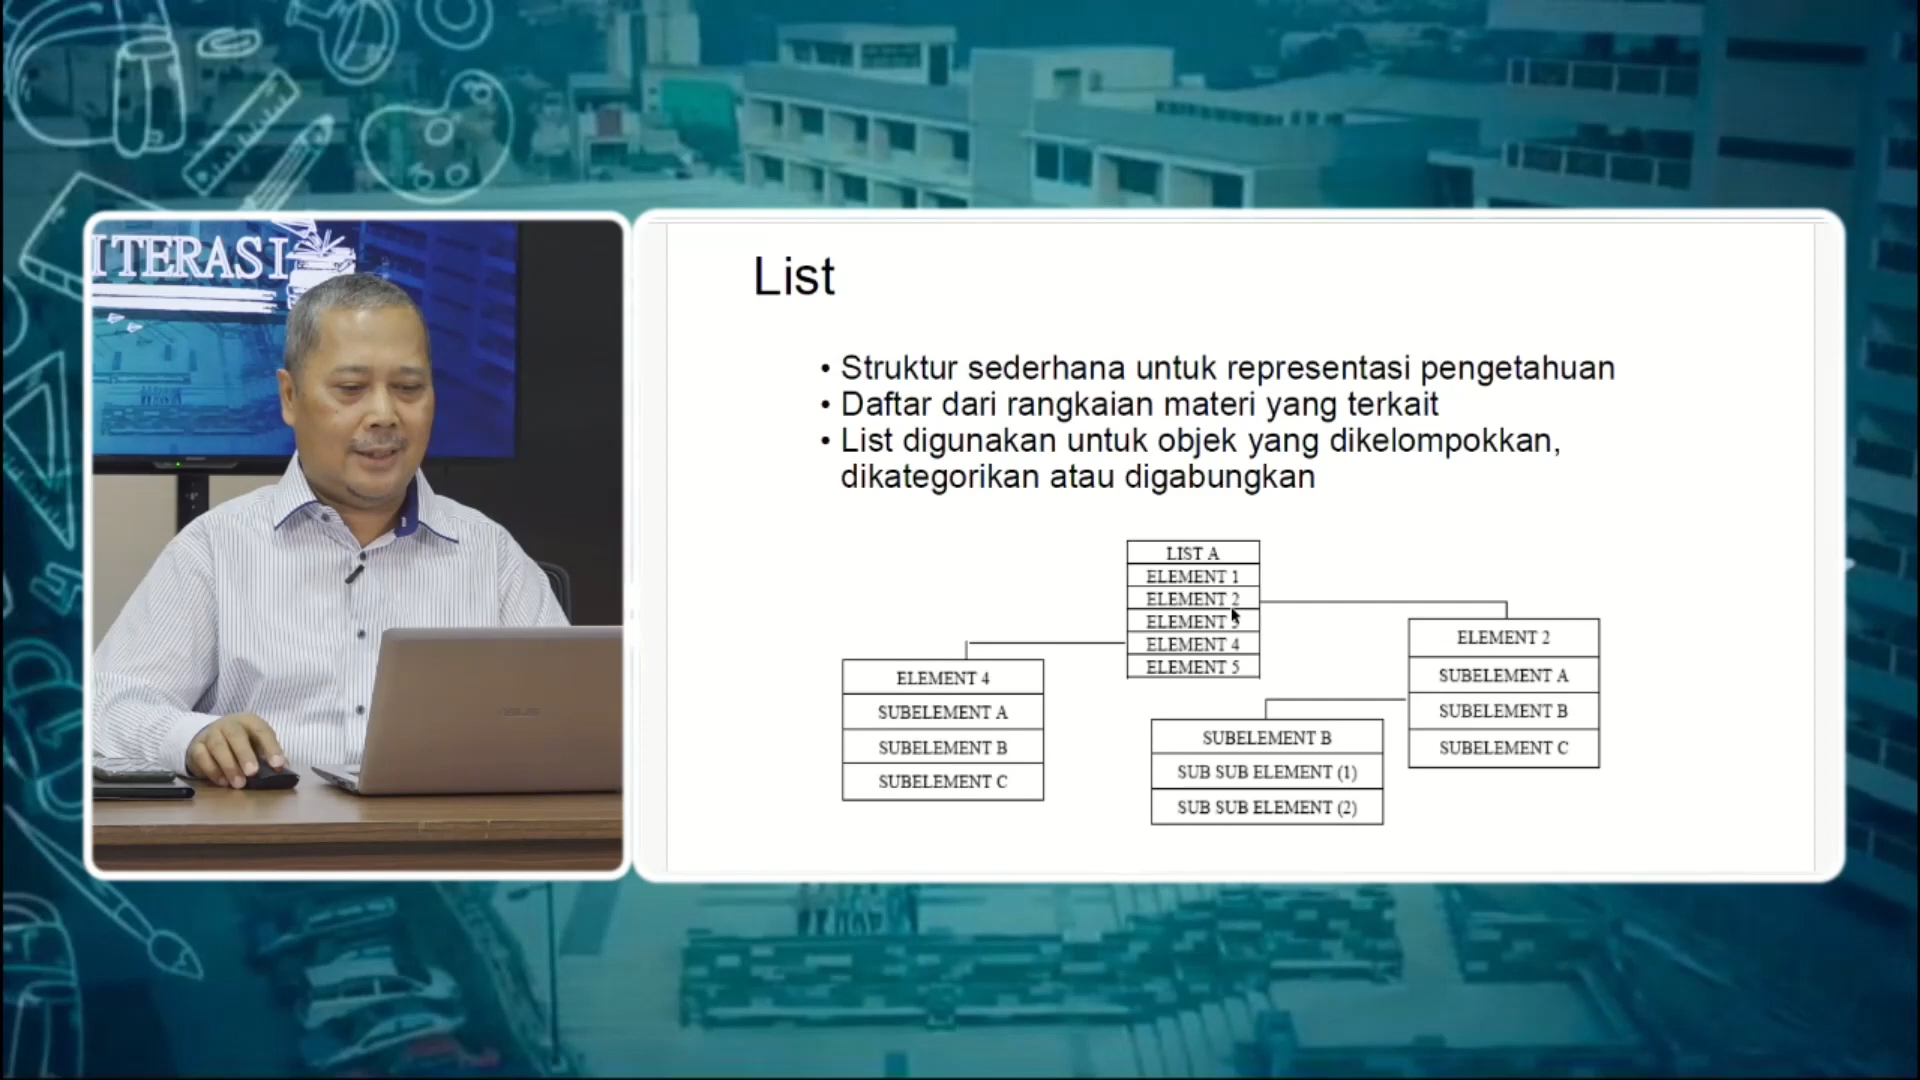 ITERASI
List
• Struktur sederhana untuk representasi pengetahuan
• Daftar dari rangkaian materi yang terkait
• List digunakan untuk objek yang dikelompokkan,
dikategorikan atau digabungkan
LIST A
ELEMENT 1
ELEMENT 2
ELEMENT 3
ELEMENT 4
ELEMENT 5
ELEMENT 4
SUBELEMENT A
SUBELEMENT B
SUBELEMENT C
SUBELEMENT B
SUB SUB ELEMENT (1)
SUB SUB ELEMENT (2)
ELEMENT 2
SUBELEMENT A
SUBELEMENT B
SUBELEMENT C
ASUS